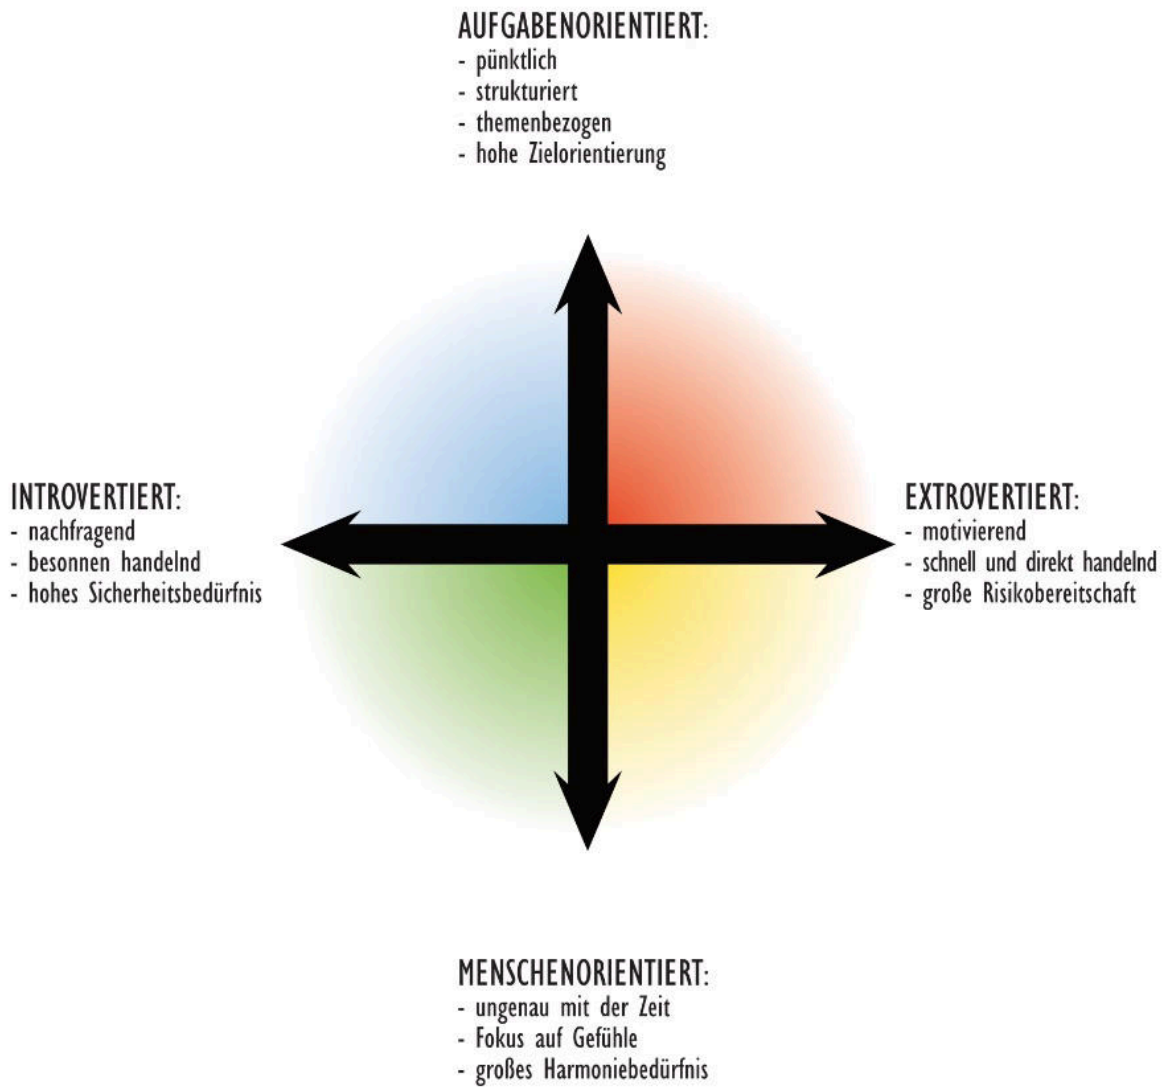 AUFGABENORIENTIERT:
- pünktlich
- strukturiert
- themenbezogen
- hohe Zielorientierung
INTROVERTIERT:
- nachfragend
- besonnen handelnd
- hohes Sicherheitsbedürfnis
EXTROVERTIERT:
- motivierend
- schnell und direkt handelnd
- große Risikobereitschaft
MENSCHENORIENTIERT:
- ungenau mit der Zeit
- Fokus auf Gefühle
- großes Harmoniebedürfnis